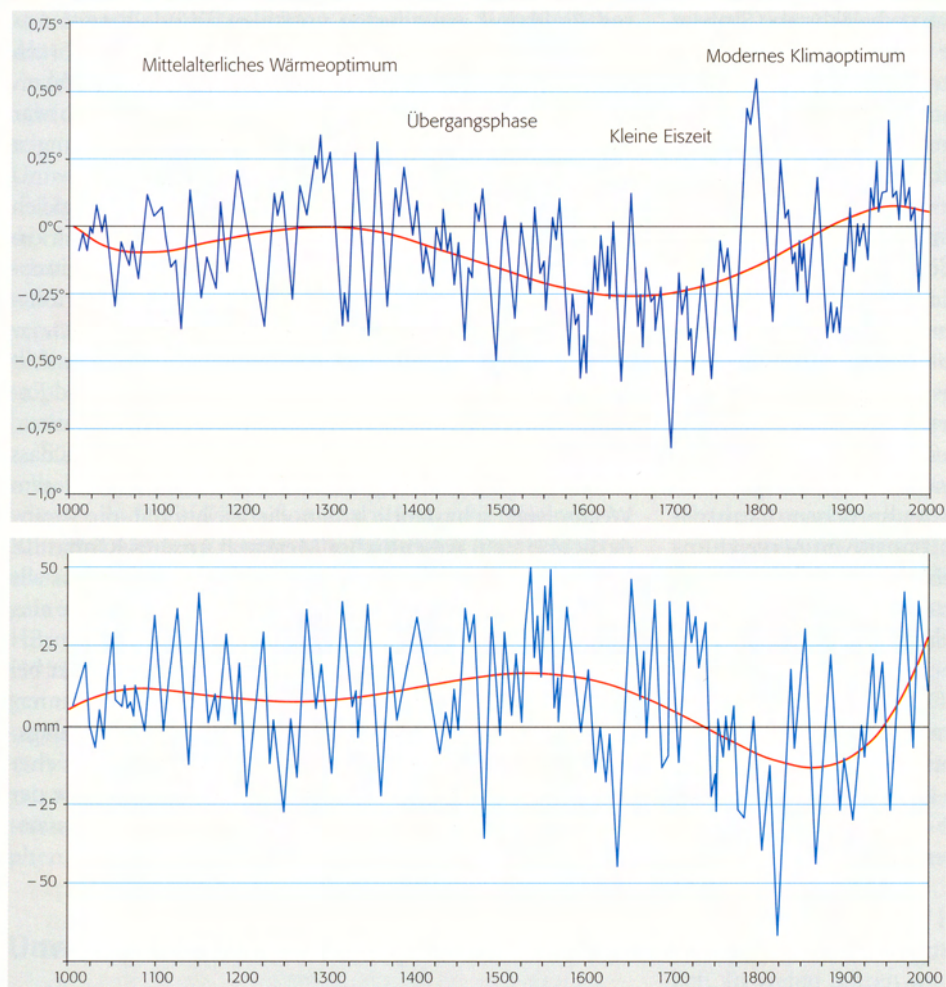 0,75°
Mittelalterliches Wärmeoptimum
Modernes Klimaoptimum
0,50°
Übergangsphase
Kleine Eiszeit
0,25°
0°C
−0,25°
−0,50°
−0,75°
−1,0°
1000 1100 1200 1300 1400 1500 1600 1700 1800 1900 2000
50
25
0 mm
−25
−50
1000 1100 1200 1300 1400 1500 1600 1700 1800 1900 2000